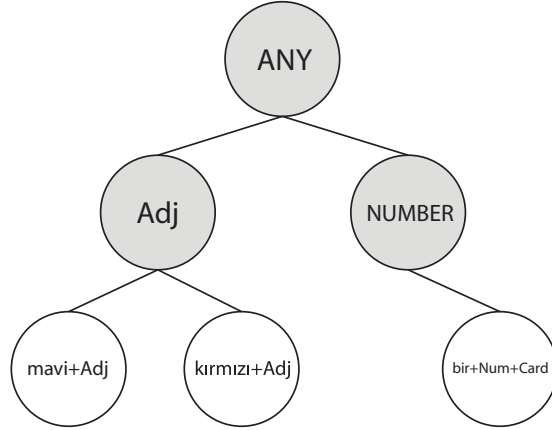 ANY
Adj
NUMBER
mavi+Adj
kırmızı+Adj
bir+Num+Card